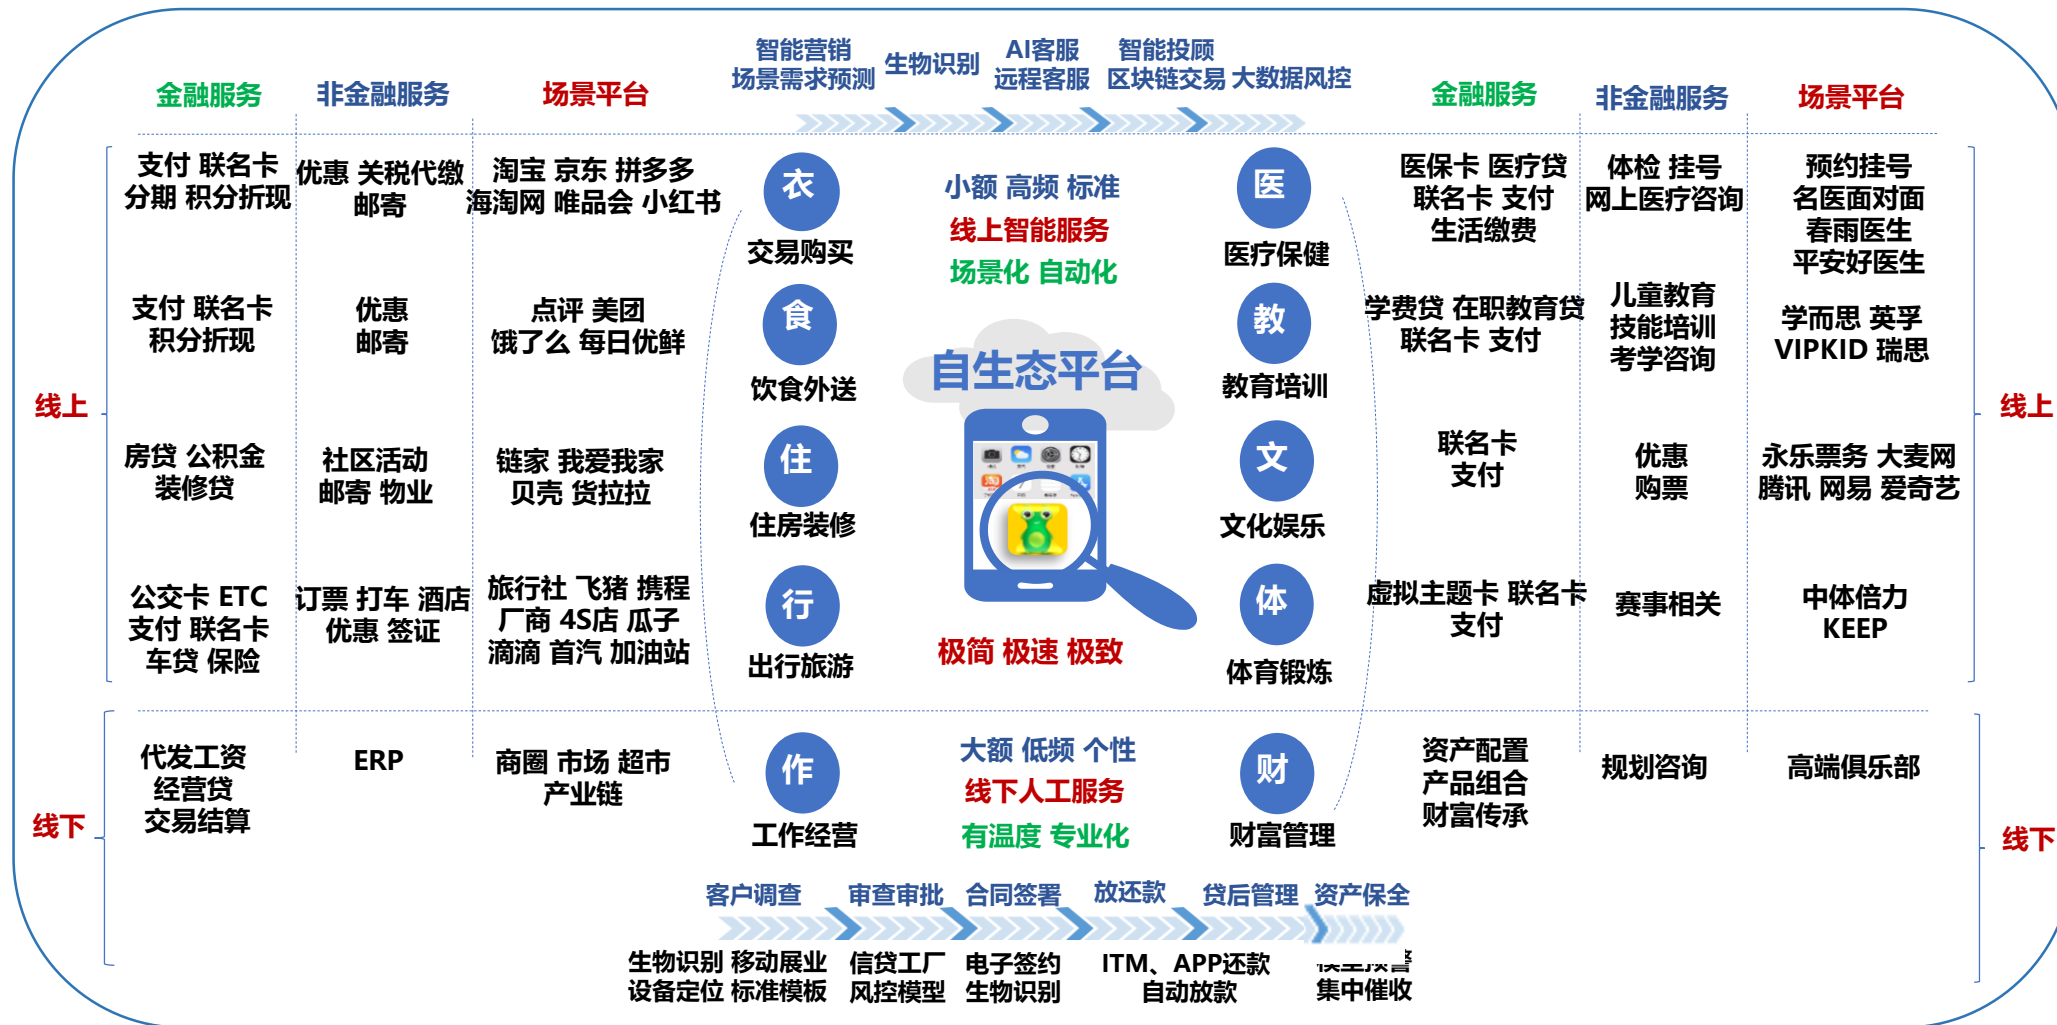 智能营销
场景需求预测
生物识别
AI客服
远程客服
智能投顾
区块链交易
大数据风控
金融服务
非金融服务
场景平台
金融服务
非金融服务
场景平台
线上
支付 联名卡
分期 积分折现
优惠 关税代缴
邮寄
淘宝 京东 拼多多
海淘网 唯品会 小红书
衣
交易购买
支付 联名卡
积分折现
优惠
邮寄
点评 美团
饿了么 每日优鲜
食
饮食外送
房贷 公积金
装修贷
社区活动
邮寄 物业
链家 我爱我家
贝壳 货拉拉
住
住房装修
公交卡 ETC
支付 联名卡
车贷 保险
订票 打车 酒店
优惠 签证
旅行社 飞猪 携程
厂商 4S店 瓜子
滴滴 首汽 加油站
行
出行旅游
线下
代发工资
经营贷
交易结算
ERP
商圈 市场 超市
产业链
作
工作经营
小额 高频 标准
线上智能服务
场景化 自动化
自生态平台
极简 极速 极致
大额 低频 个性
线下人工服务
有温度 专业化
医
医疗保健
医保卡 医疗贷
联名卡 支付
生活缴费
体检 挂号
网上医疗咨询
预约挂号
名医面对面
春雨医生
平安好医生
教
教育培训
学费贷 在职教育贷
联名卡 支付
儿童教育
技能培训
考学咨询
学而思 英孚
VIPKID 瑞思
文
文化娱乐
联名卡
支付
优惠
购票
永乐票务 大麦网
腾讯 网易 爱奇艺
体
体育锻炼
虚拟主题卡 联名卡
支付
赛事相关
中体倍力
KEEP
线上
财
财富管理
资产配置
产品组合
财富传承
规划咨询
高端俱乐部
线下
客户调查
审查审批
合同签署
放还款
贷后管理
资产保全
生物识别 移动展业
设备定位 标准模板
信贷工厂
风控模型
电子签约
生物识别
ITM、APP还款
自动放款
集中催收